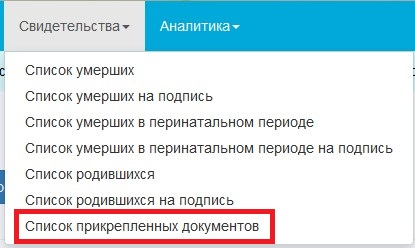 Свидетельства Аналитика
Список умерших
Список умерших на подпись
Список умерших в перинатальном периоде
Список умерших в перинатальном периоде на подпись
Список родившихся
Список родившихся на подпись
Список прикрепленных документов